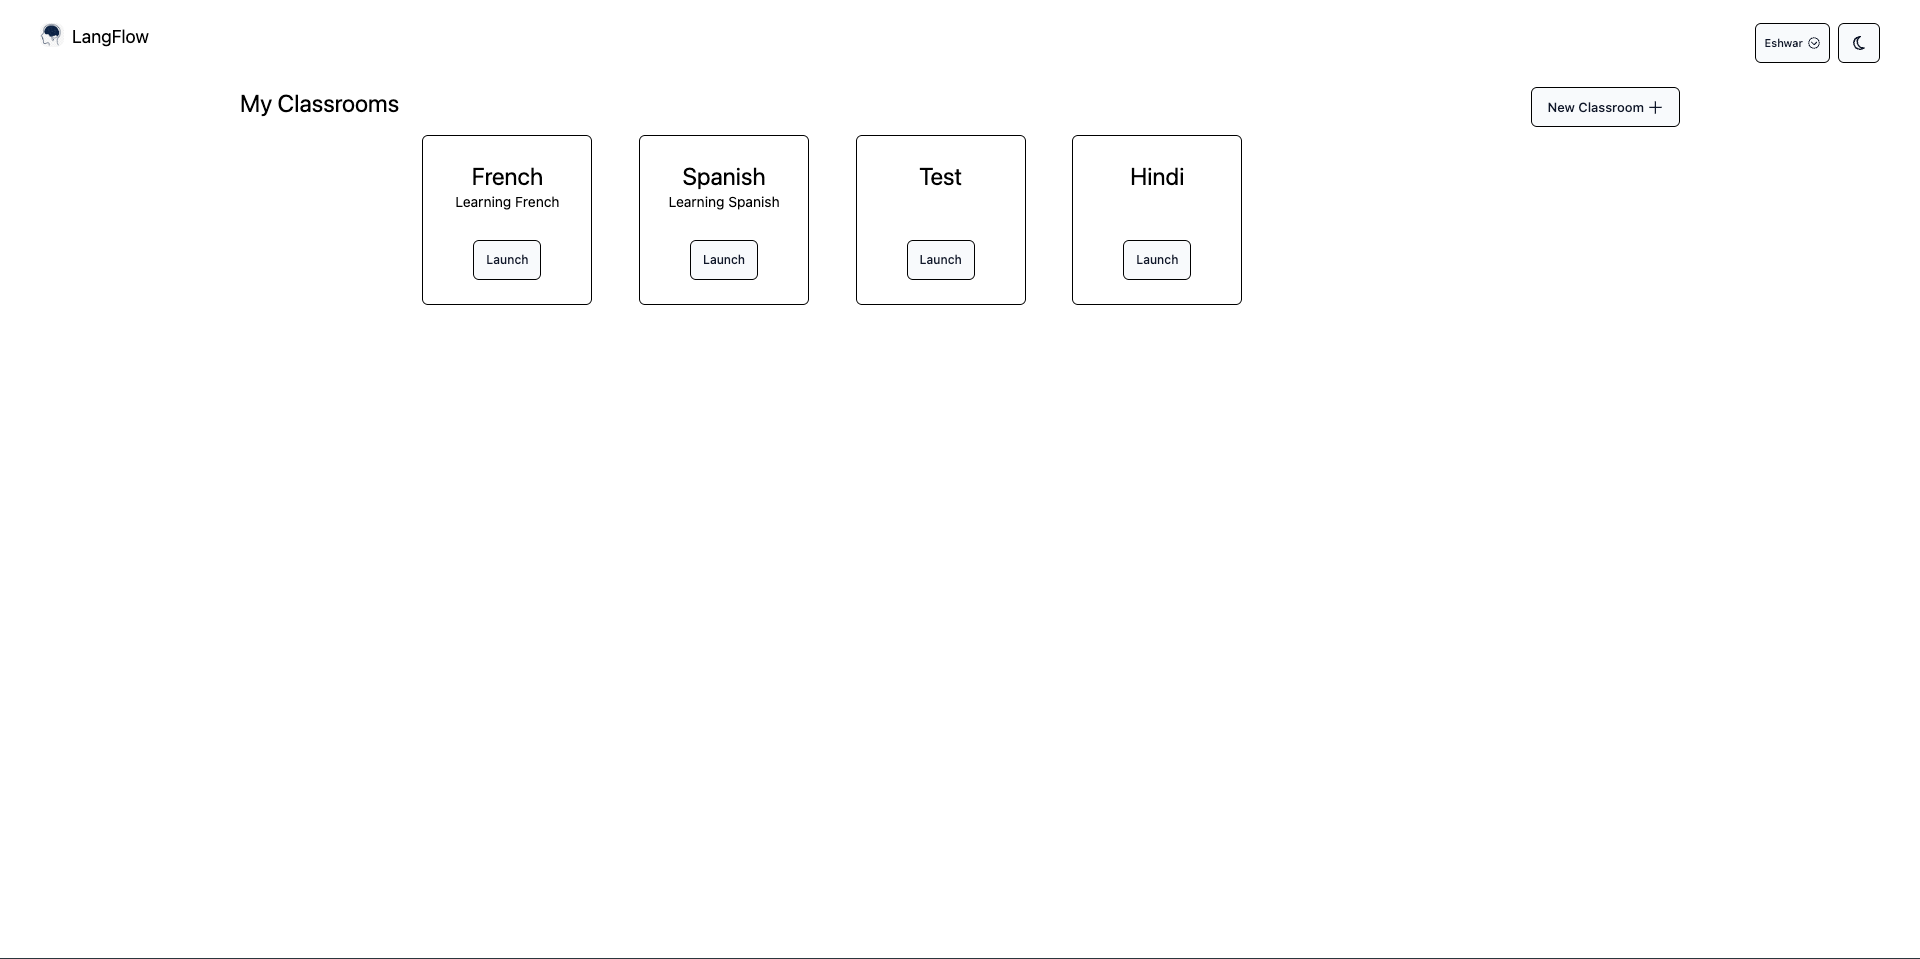 LangFlow
Eshwar
My Classrooms
New Classroom
French
Learning French
Launch
Spanish
Learning Spanish
Launch
Test
Launch
Hindi
Launch